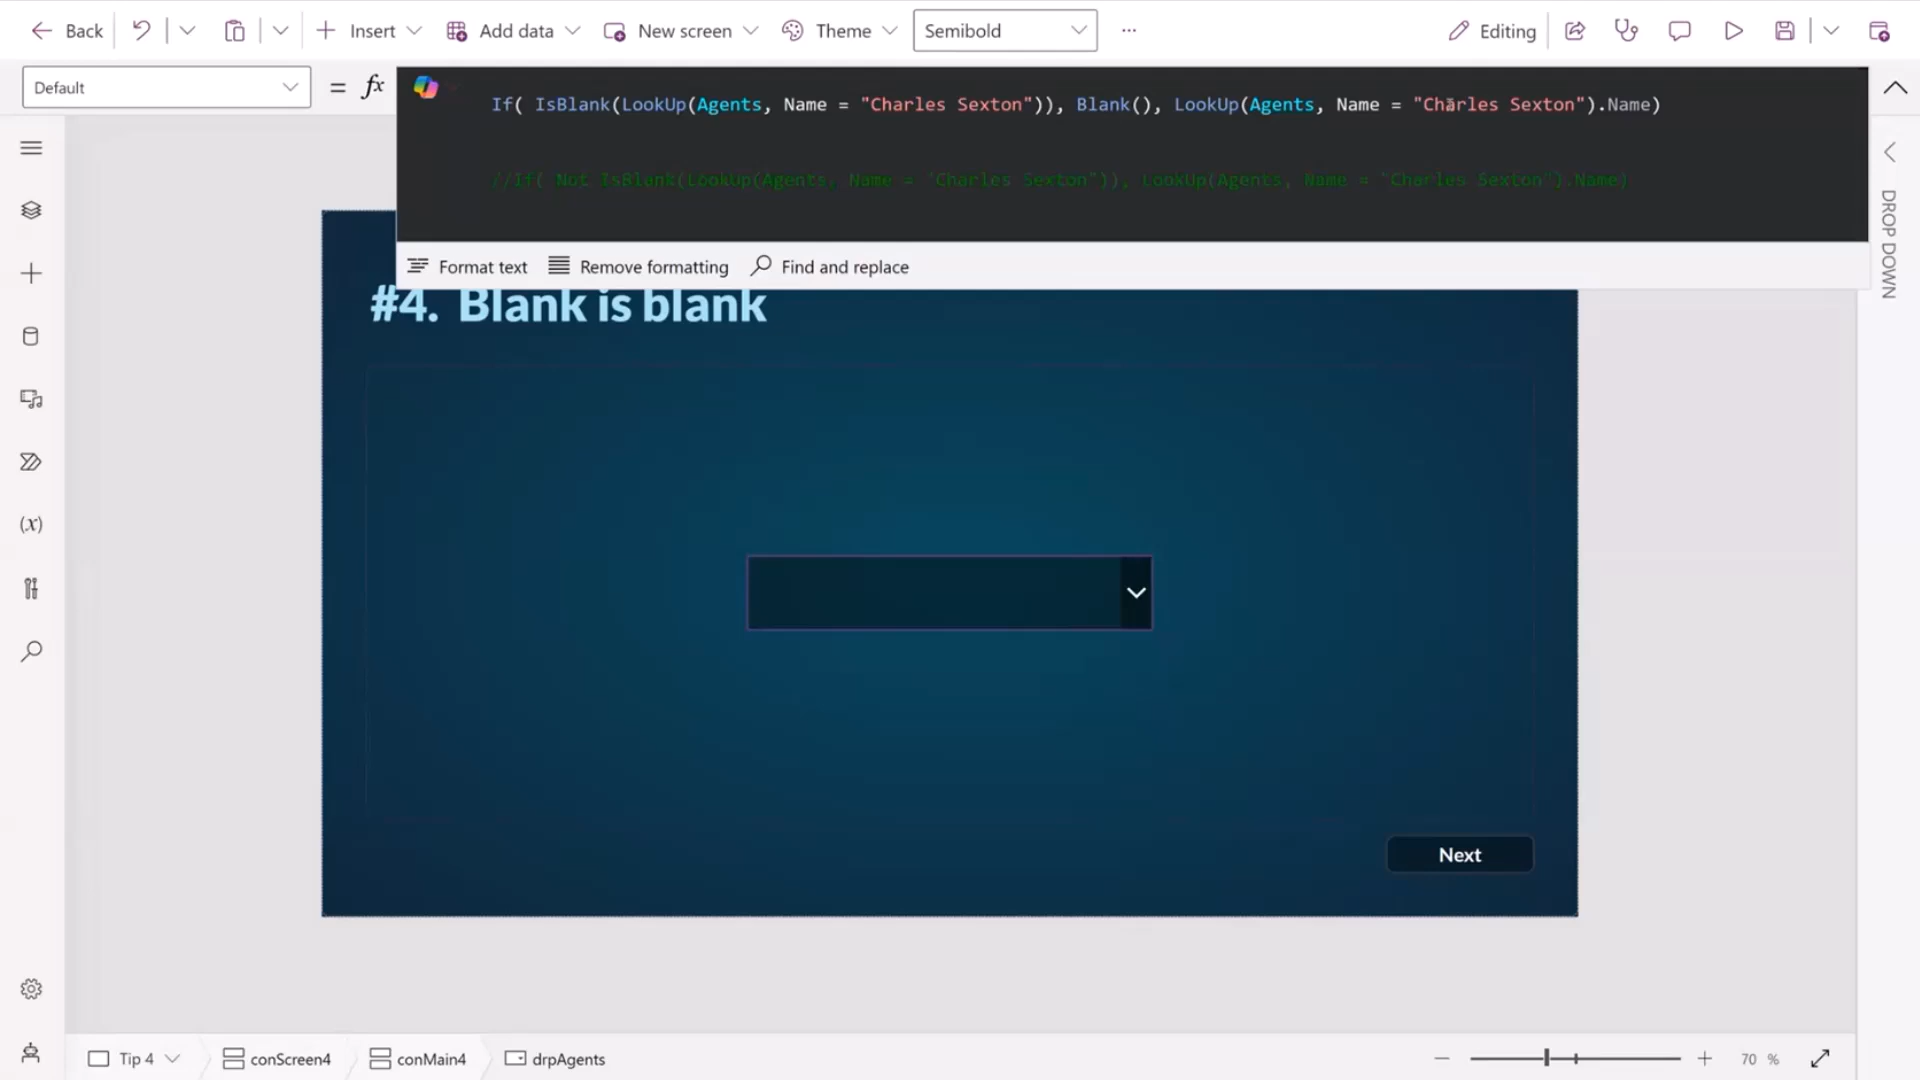 Back
Insert
Add data
New screen
Theme
Semibold
...
Editing
Default
= fx
If( IsBlank(LookUp(Agents, Name = "Charles Sexton")), Blank(), LookUp(Agents, Name = "Charles Sexton").Name)
//If( Not IsBlank(LookUp(Agents, Name = "Charles Sexton")), LookUp(Agents, Name = "Charles Sexton").Name)
Format text
Remove formatting
Find and replace
DROP DOWN
#4. Blank is blank
(x)
Next
Tip 4
conScreen4
conMain4
drpAgents
70 %